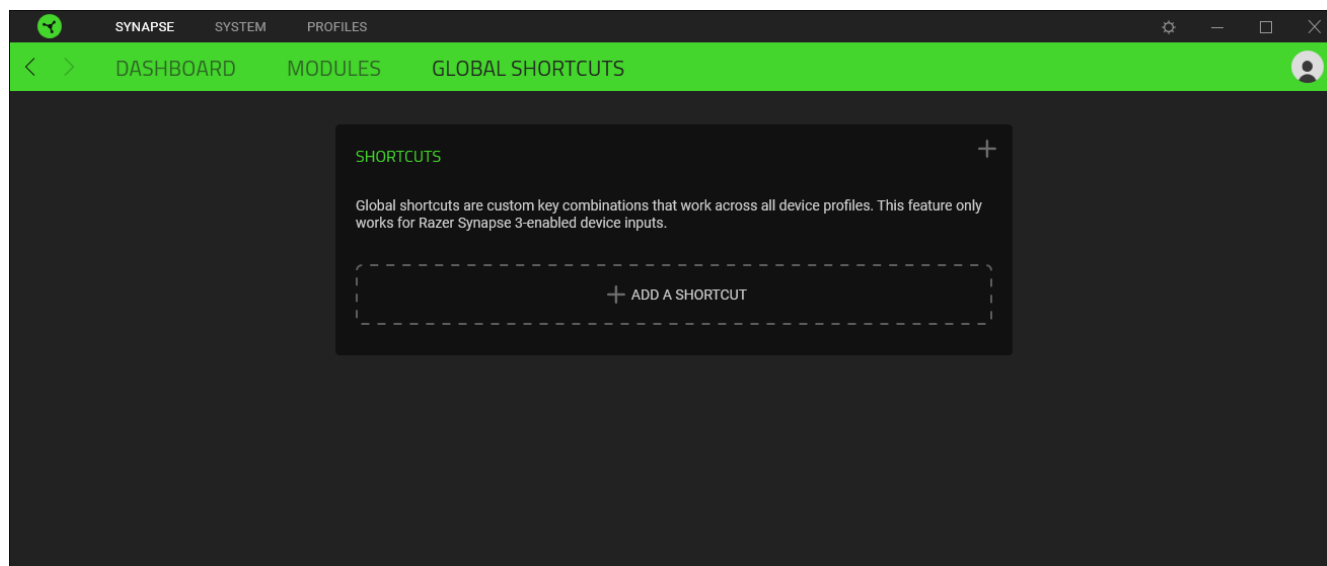 SYNAPSE SYSTEM PROFILES
DASHBOARD MODULES GLOBAL SHORTCUTS
SHORTCUTS
Global shortcuts are custom key combinations that work across all device profiles. This feature only
works for Razer Synapse 3-enabled device inputs.
ADD A SHORTCUT